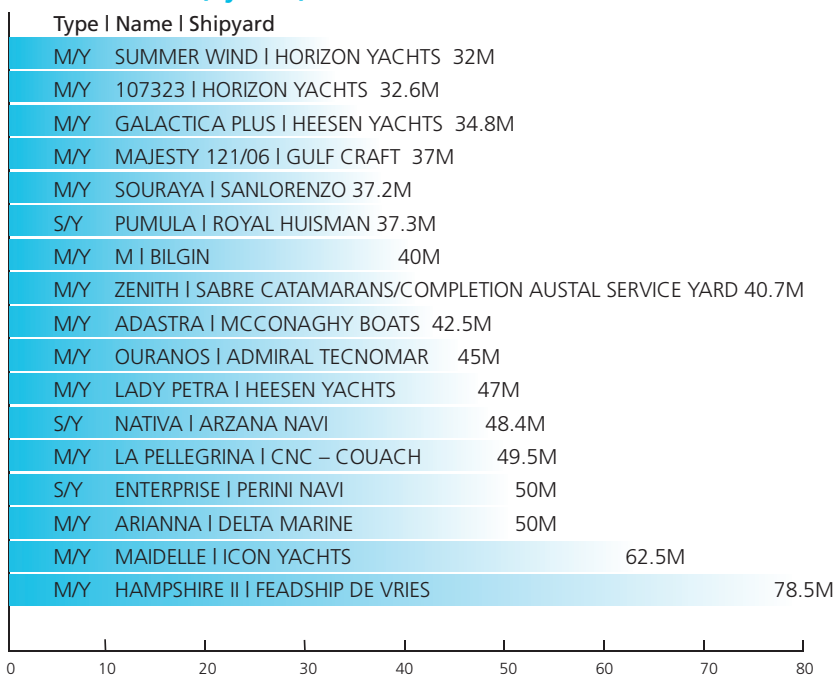 Type | Name | Shipyard
M/Y SUMMER WIND | HORIZON YACHTS 32M
M/Y 107323 | HORIZON YACHTS 32.6M
M/Y GALACTICA PLUS | HEESEN YACHTS 34.8M
M/Y MAJESTY 121/06 | GULF CRAFT 37M
M/Y SOURAYA | SANLORENZO 37.2M
S/Y PUMULA | ROYAL HUISMAN 37.3M
M/Y M | BILGIN 40M
M/Y ZENITH | SABRE CATAMARANS/COMPLETION AUSTAL SERVICE YARD 40.7M
M/Y ADASTRA | MCCONAGHY BOATS 42.5M
M/Y OURANOS | ADMIRAL TECNOMAR 45M
M/Y LADY PETRA | HEESEN YACHTS 47M
S/Y NATIVA | ARZANA NAVI 48.4M
M/Y LA PELLEGRINA | CNC – COUACH 49.5M
S/Y ENTERPRISE | PERINI NAVI 50M
M/Y ARIANNA | DELTA MARINE 50M
M/Y MAIDELLE | ICON YACHTS 62.5M
M/Y HAMPSHIRE II | FEADSHIP DE VRIES 78.5M
0 10 20 30 40 50 60 70 80